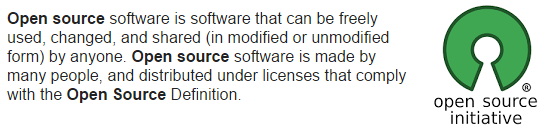 Open source software is software that can be freely
used, changed, and shared (in modified or unmodified
form) by anyone. Open source software is made by
many people, and distributed under licenses that comply
with the Open Source Definition.
®
open source
initiative